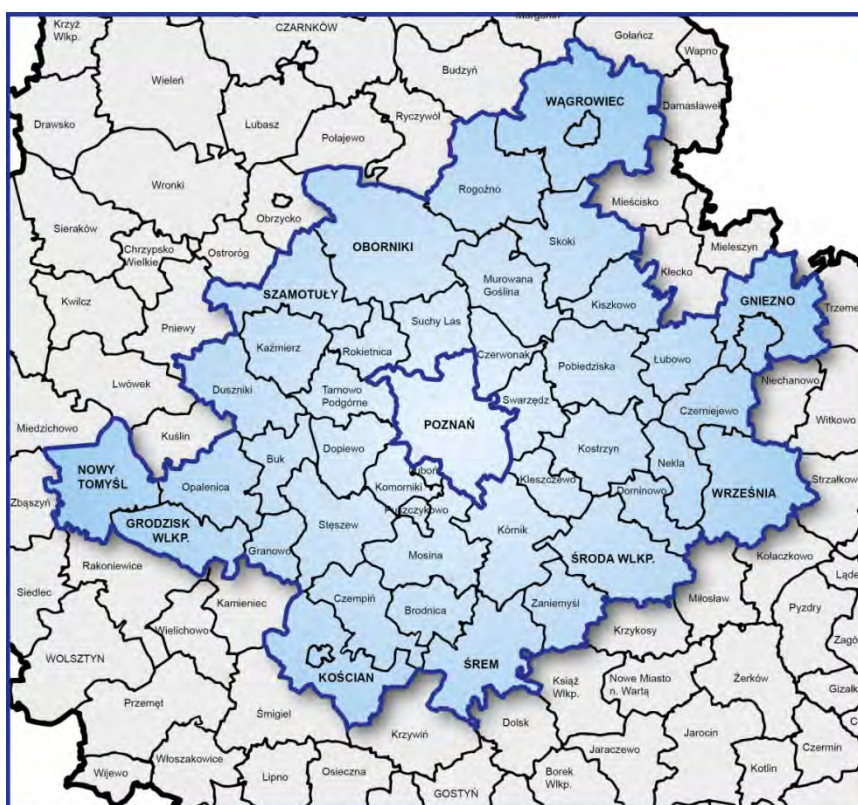 Krzyż
Wlkp.
CZARNKÓW
Gołańcz
Wapno
Wieleń
Budzyń
WĄGROWIEC
Damasławek
Drawsko
Lubasz
Ryczywół
Połajewo
Wronki
Rogoźno
Mieścisko
Obrzycko
Sieraków
Chrzypsko
Wielkie
Ostroróg
OBORNIKI
Skoki
Mieleszyn
Kłecko
Murowana
Goślina
Kwilcz
SZAMOTUŁY
Kiszkowo
GNIEZNO
Trzeme
Pniewy
Suchy Las
Kaźmierz
Rokietnica
Czerwonak
Pobiedziska
Łubowo
Lwówek
Duszniki
Tarnowo
Podgórne
Swarzędz
Niechanowo
Czerniejewo
Miedzichowo
Kuślin
POZNAŃ
Witkowo
Buk
Dopiewo
Kostrzyn
Nekla
NOWY
TOMYŚL
Opalenica
Luboń
Komorniki
Kleszczewo
Strzałkow
Zbąszyń
Puszczykowo
Dominowo
WRZEŚNIA
GRODZISK
WLKP.
Stęszew
Kórnik
Granowo
Mosina
ŚRODA WLKP.
Kołaczkowo
Rakoniewice
Ląde
Siedlec
Kamieniec
Czempiń
Brodnica
Zaniemyśl
Miłosław
Pyzdry
Wielichowo
Krzykosy
Zagó
WOLSZTYN
KOŚCIAN
ŚREM
Książ
Wlkp.
Nowe Miasto
n. Wartą
Żerków
Gizałk
Przemęt
Śmigiel
Dolsk
Krzywiń
Jarocin
Włoszakowice
Jaraczewo
Czermin
Wijewo
Lipno
Osieczna
GOSTYŃ
Borek
Wlkp.
Kotlin